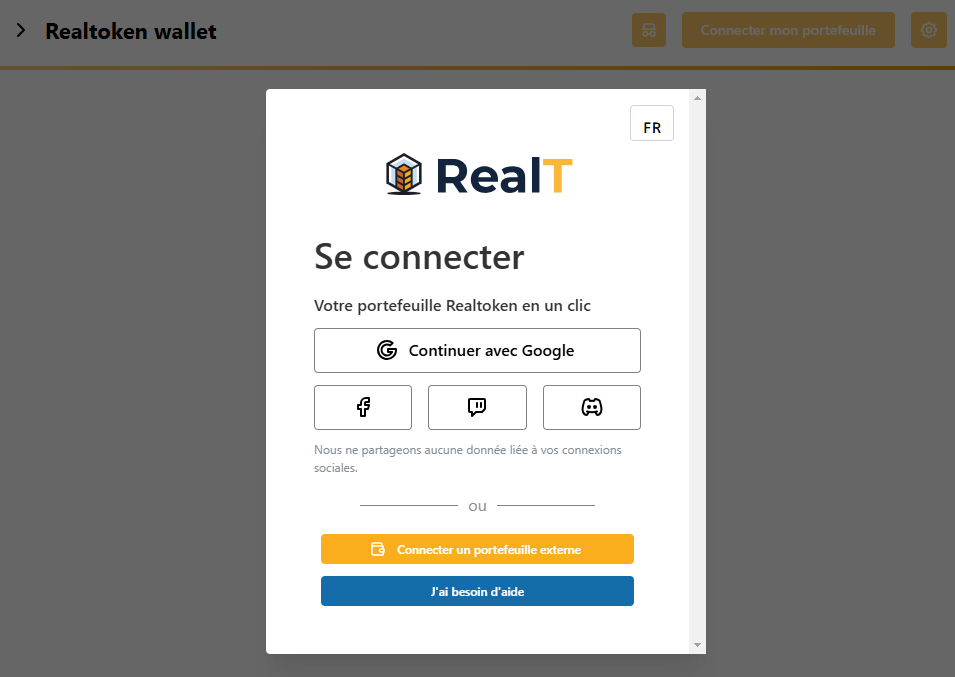 Realtoken wallet
Connecter mon portefeuille
FR
RealT
Se connecter
Votre portefeuille Realtoken en un clic
Continuer avec Google
Nous ne partageons aucune donnée liée à vos connexions
sociales.
ou
Connecter un portefeuille externe
J'ai besoin d'aide